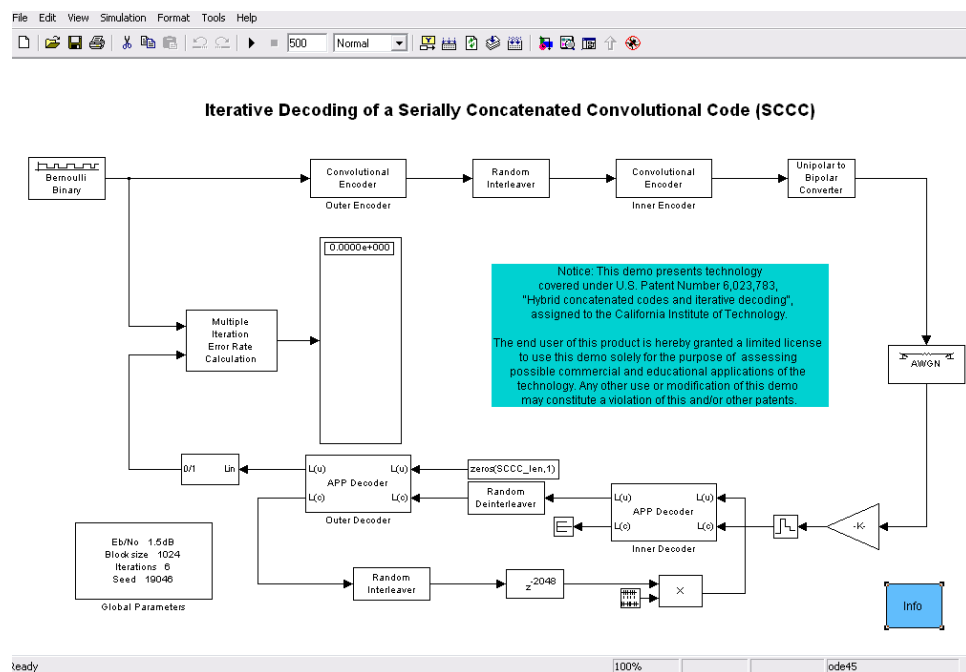 File Edit View Simulation Format Tools Help
500 Normal
Iterative Decoding of a Serially Concatenated Convolutional Code (SCCC)
Bernoulli
Binary
Convolutional
Encoder
Outer Encoder
Random
Interleaver
Convolutional
Encoder
Inner Encoder
Unipolar to
Bipolar
Converter
0.0000e+000
Notice: This demo presents technology
covered under U.S. Patent Number 6,023,783,
"Hybrid concatenated codes and iterative decoding",
assigned to the California Institute of Technology.
The end user of this product is hereby granted a limited license
to use this demo solely for the purpose of assessing
possible commercial and educational applications of the
technology. Any other use or modification of this demo
may constitute a violation of this and/or other patents.
Multiple
Iteration
Error Rate
Calculation
AWGN
0/1 Lin
L(u) L(u)
APP Decoder
L(c) L(c)
Outer Decoder
zeros(SCCC_len,1)
Random
Deinterleaver
L(u) L(u)
APP Decoder
L(c) L(c)
Inner Decoder
-K-
Eb/No 1.5dB
Block size 1024
Iterations 6
Seed 19046
Global Parameters
Random
Interleaver
z-2048
×
Info
Ready 100% ode45